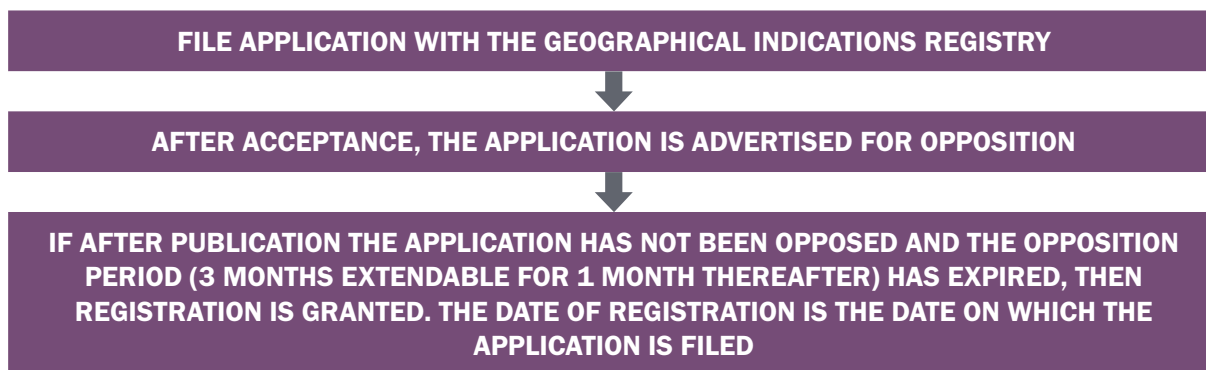 FILE APPLICATION WITH THE GEOGRAPHICAL INDICATIONS REGISTRY
AFTER ACCEPTANCE, THE APPLICATION IS ADVERTISED FOR OPPOSITION
IF AFTER PUBLICATION THE APPLICATION HAS NOT BEEN OPPOSED AND THE OPPOSITION
PERIOD (3 MONTHS EXTENDABLE FOR 1 MONTH THEREAFTER) HAS EXPIRED, THEN
REGISTRATION IS GRANTED. THE DATE OF REGISTRATION IS THE DATE ON WHICH THE
APPLICATION IS FILED